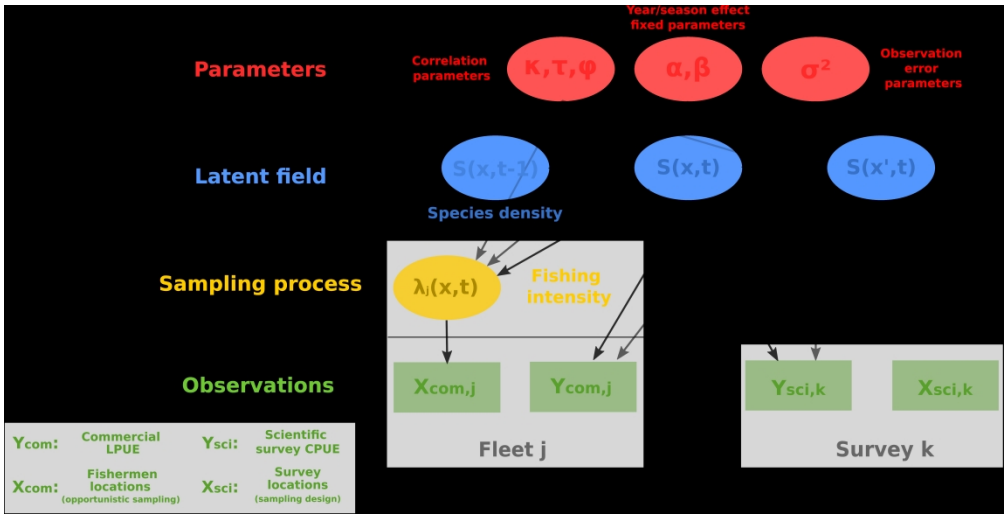 Year/season effect
fixed parameters
Parameters
Correlation
parameters
κ,τ,φ
α,β
σ²
Observation
error
parameters
Latent field
S(x,t-1)
S(x,t)
S(x',t)
Species density
Sampling process
λⱼ(x,t)
Fishing
intensity
Observations
Xcom,j
Ycom,j
Ysci,k
Xsci,k
Fleet j
Survey k
Ycom:
Commercial
LPUE
Ysci:
Scientific
survey CPUE
Xcom:
Fishermen
locations
(opportunistic sampling)
Xsci:
Survey
locations
(sampling design)